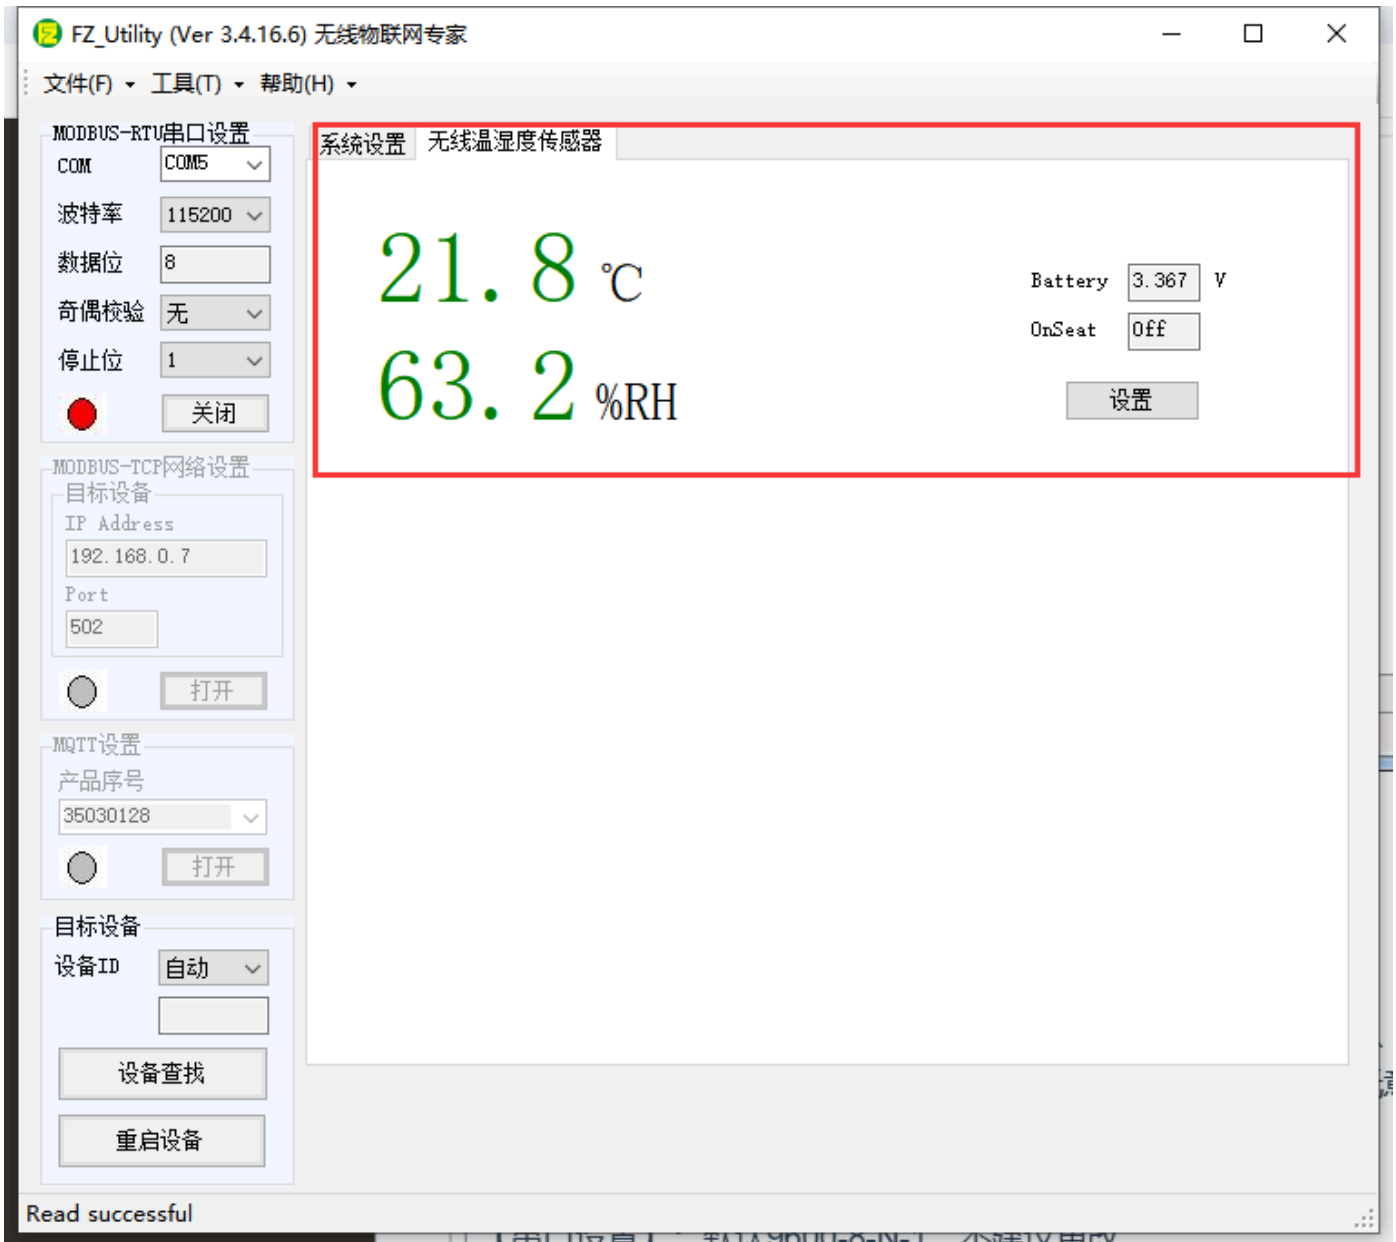 FZ_Utility (Ver 3.4.16.6) 无线物联网专家
文件(F) 工具(T) 帮助(H)
MODBUS-RTU串口设置
COM COM5
波特率 115200
数据位 8
奇偶校验 无
停止位 1
关闭
MODBUS-TCP网络设置
目标设备
IP Address
192.168.0.7
Port
502
打开
MQTT设置
产品序号
35030128
打开
目标设备
设备ID 自动
设备查找
重启设备
系统设置 无线温湿度传感器
21.8 ℃
63.2 %RH
Battery 3.367 V
OnSeat Off
设置
Read successful